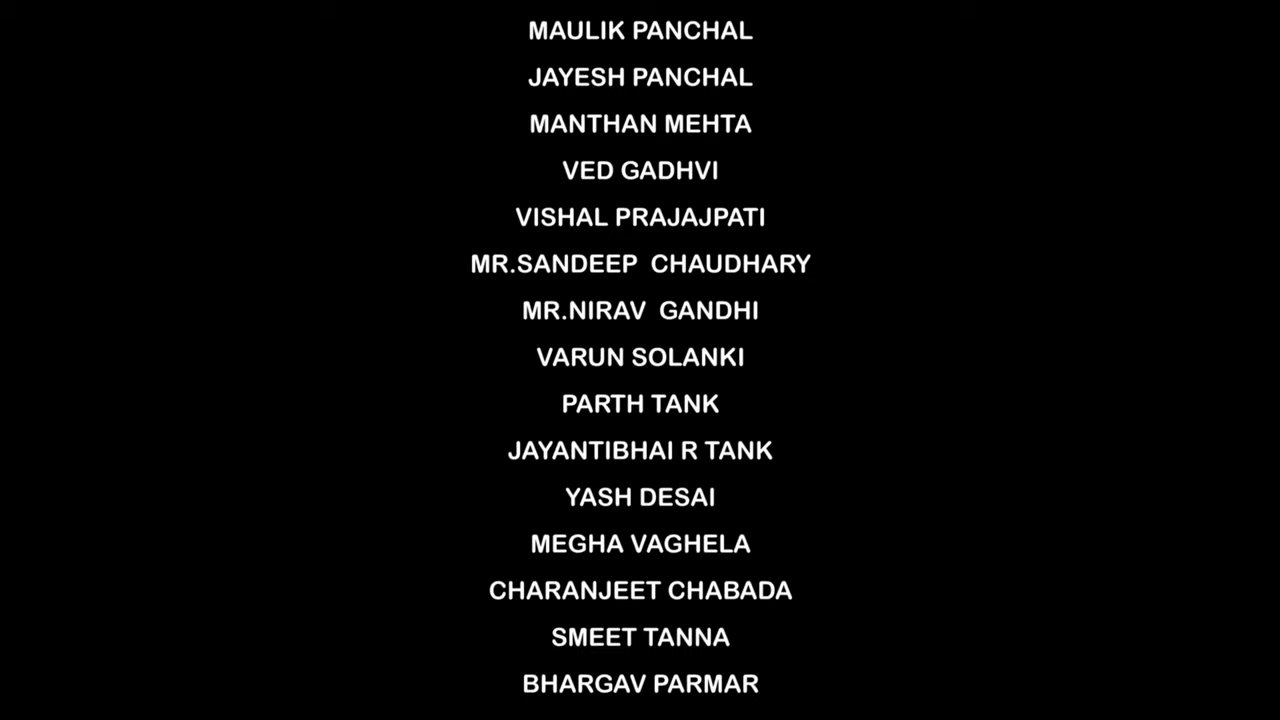 MAULIK PANCHAL
JAYESH PANCHAL
MANTHAN MEHTA
VED GADHVI
VISHAL PRAJAJPATI
MR.SANDEEP  CHAUDHARY
MR.NIRAV  GANDHI
VARUN SOLANKI
PARTH TANK
JAYANTIBHAI R TANK
YASH DESAI
MEGHA VAGHELA
CHARANJEET CHABADA
SMEET TANNA
BHARGAV PARMAR